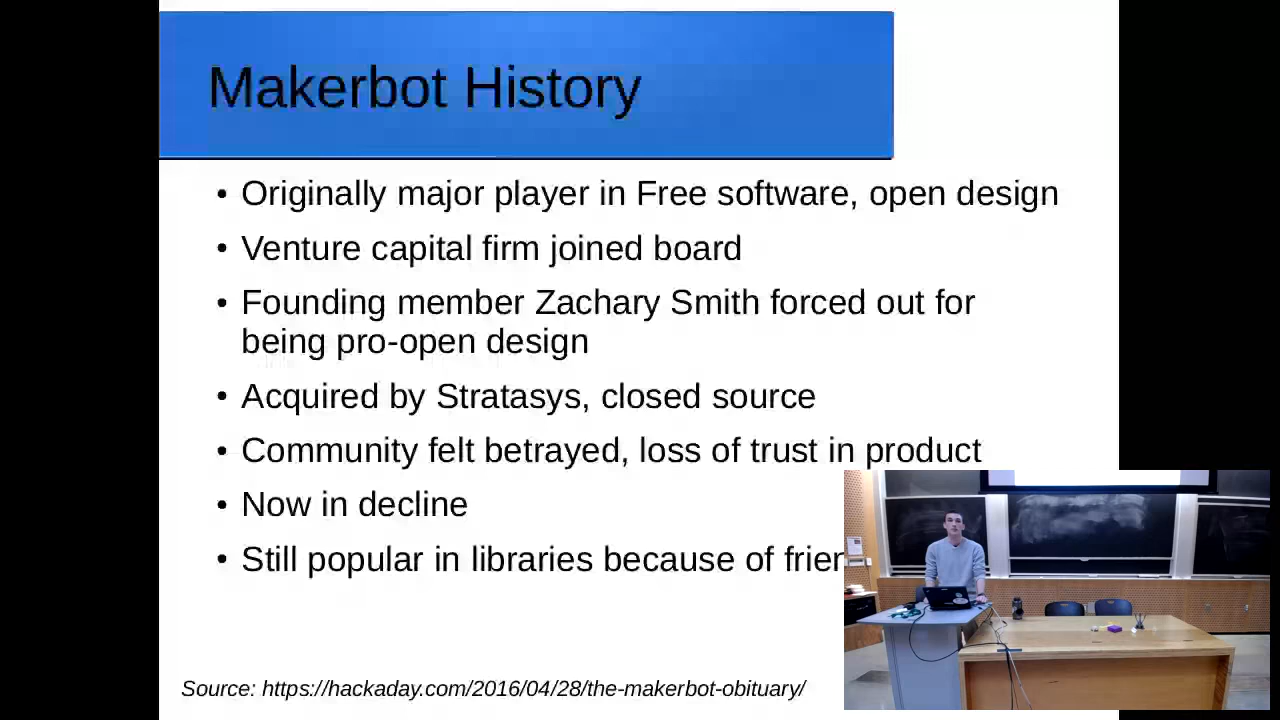 Makerbot History
• Originally major player in Free software, open design
• Venture capital firm joined board
• Founding member Zachary Smith forced out for
being pro-open design
• Acquired by Stratasys, closed source
• Community felt betrayed, loss of trust in product
• Now in decline
• Still popular in libraries because of
Source: https://hackaday.com/2016/04/28/the-makerbot-obituary/